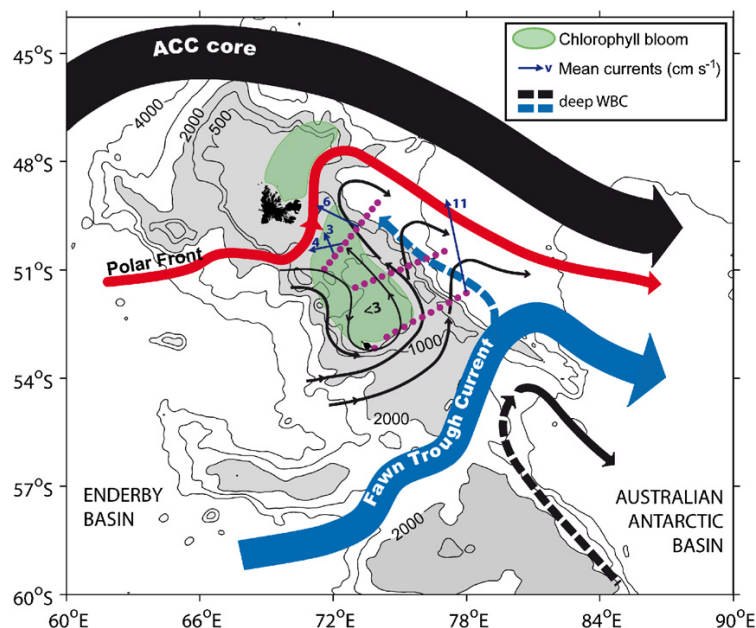 45°S
48°S
51°S
54°S
57°S
60°S
60°E
66°E
72°E
78°E
84°E
90°E
ACC core
Chlorophyll bloom
v Mean currents (cm s⁻¹)
deep WBC
4000
2000
500
6
11
3
4
Polar Front
<3
1000
2000
Fawn Trough Current
ENDERBY
BASIN
2000
AUSTRALIAN
ANTARCTIC
BASIN